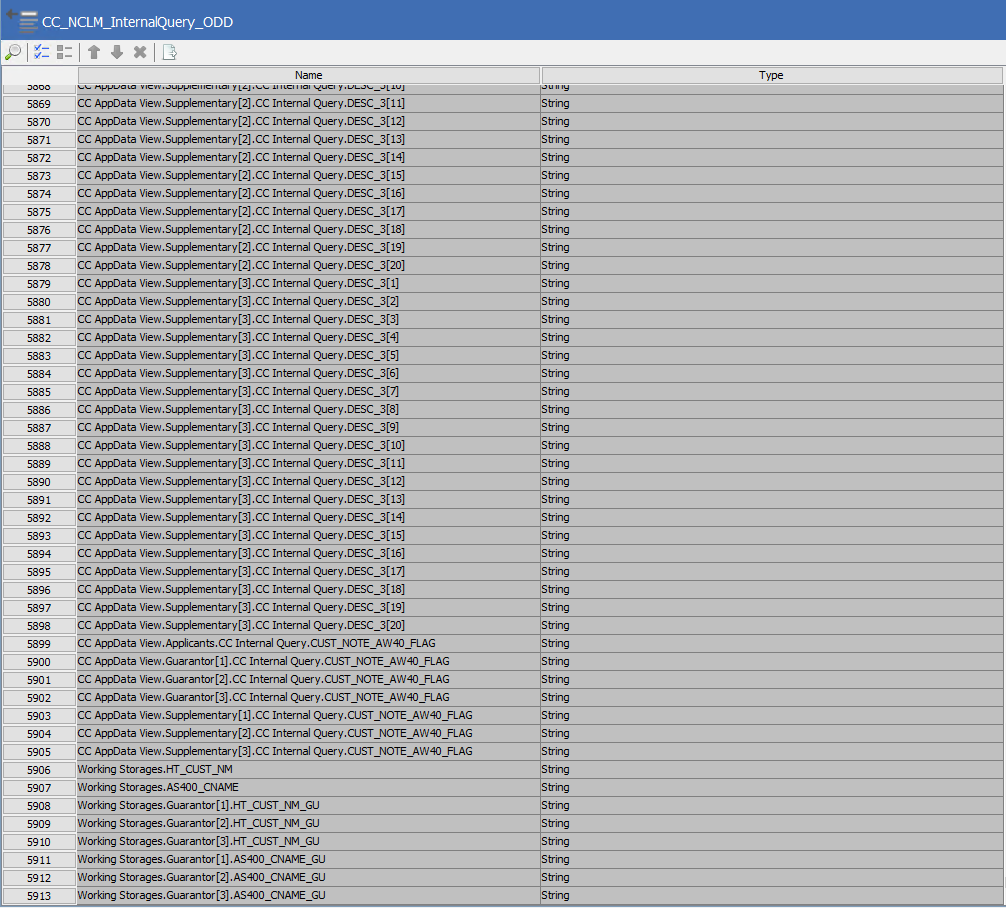 CC_NCLM_InternalQuery_ODD
Name Type
5868 CC AppData View.Supplementary[2].CC Internal Query.DESC_3[10] String
5869 CC AppData View.Supplementary[2].CC Internal Query.DESC_3[11] String
5870 CC AppData View.Supplementary[2].CC Internal Query.DESC_3[12] String
5871 CC AppData View.Supplementary[2].CC Internal Query.DESC_3[13] String
5872 CC AppData View.Supplementary[2].CC Internal Query.DESC_3[14] String
5873 CC AppData View.Supplementary[2].CC Internal Query.DESC_3[15] String
5874 CC AppData View.Supplementary[2].CC Internal Query.DESC_3[16] String
5875 CC AppData View.Supplementary[2].CC Internal Query.DESC_3[17] String
5876 CC AppData View.Supplementary[2].CC Internal Query.DESC_3[18] String
5877 CC AppData View.Supplementary[2].CC Internal Query.DESC_3[19] String
5878 CC AppData View.Supplementary[2].CC Internal Query.DESC_3[20] String
5879 CC AppData View.Supplementary[3].CC Internal Query.DESC_3[1] String
5880 CC AppData View.Supplementary[3].CC Internal Query.DESC_3[2] String
5881 CC AppData View.Supplementary[3].CC Internal Query.DESC_3[3] String
5882 CC AppData View.Supplementary[3].CC Internal Query.DESC_3[4] String
5883 CC AppData View.Supplementary[3].CC Internal Query.DESC_3[5] String
5884 CC AppData View.Supplementary[3].CC Internal Query.DESC_3[6] String
5885 CC AppData View.Supplementary[3].CC Internal Query.DESC_3[7] String
5886 CC AppData View.Supplementary[3].CC Internal Query.DESC_3[8] String
5887 CC AppData View.Supplementary[3].CC Internal Query.DESC_3[9] String
5888 CC AppData View.Supplementary[3].CC Internal Query.DESC_3[10] String
5889 CC AppData View.Supplementary[3].CC Internal Query.DESC_3[11] String
5890 CC AppData View.Supplementary[3].CC Internal Query.DESC_3[12] String
5891 CC AppData View.Supplementary[3].CC Internal Query.DESC_3[13] String
5892 CC AppData View.Supplementary[3].CC Internal Query.DESC_3[14] String
5893 CC AppData View.Supplementary[3].CC Internal Query.DESC_3[15] String
5894 CC AppData View.Supplementary[3].CC Internal Query.DESC_3[16] String
5895 CC AppData View.Supplementary[3].CC Internal Query.DESC_3[17] String
5896 CC AppData View.Supplementary[3].CC Internal Query.DESC_3[18] String
5897 CC AppData View.Supplementary[3].CC Internal Query.DESC_3[19] String
5898 CC AppData View.Supplementary[3].CC Internal Query.DESC_3[20] String
5899 CC AppData View.Applicants.CC Internal Query.CUST_NOTE_AW40_FLAG String
5900 CC AppData View.Guarantor[1].CC Internal Query.CUST_NOTE_AW40_FLAG String
5901 CC AppData View.Guarantor[2].CC Internal Query.CUST_NOTE_AW40_FLAG String
5902 CC AppData View.Guarantor[3].CC Internal Query.CUST_NOTE_AW40_FLAG String
5903 CC AppData View.Supplementary[1].CC Internal Query.CUST_NOTE_AW40_FLAG String
5904 CC AppData View.Supplementary[2].CC Internal Query.CUST_NOTE_AW40_FLAG String
5905 CC AppData View.Supplementary[3].CC Internal Query.CUST_NOTE_AW40_FLAG String
5906 Working Storages.HT_CUST_NM String
5907 Working Storages.AS400_CNAME String
5908 Working Storages.Guarantor[1].HT_CUST_NM_GU String
5909 Working Storages.Guarantor[2].HT_CUST_NM_GU String
5910 Working Storages.Guarantor[3].HT_CUST_NM_GU String
5911 Working Storages.Guarantor[1].AS400_CNAME_GU String
5912 Working Storages.Guarantor[2].AS400_CNAME_GU String
5913 Working Storages.Guarantor[3].AS400_CNAME_GU String